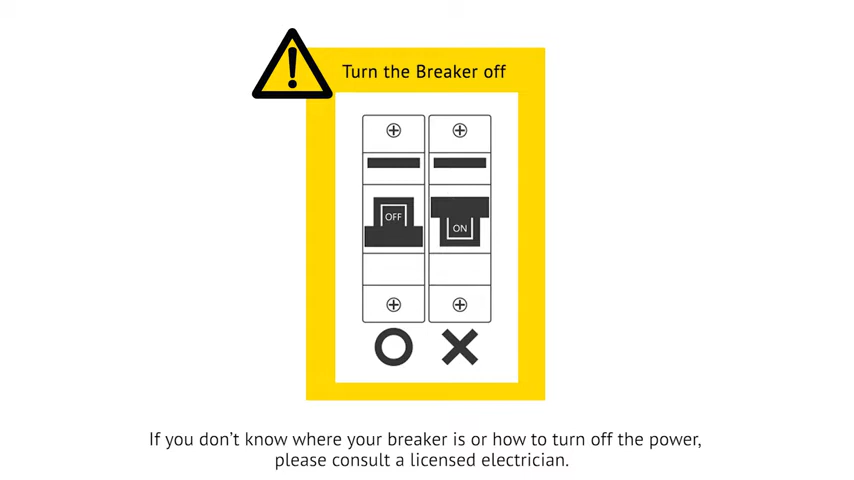 Turn the Breaker off
OFF
ON
If you don't know where your breaker is or how to turn off the power,
please consult a licensed electrician.